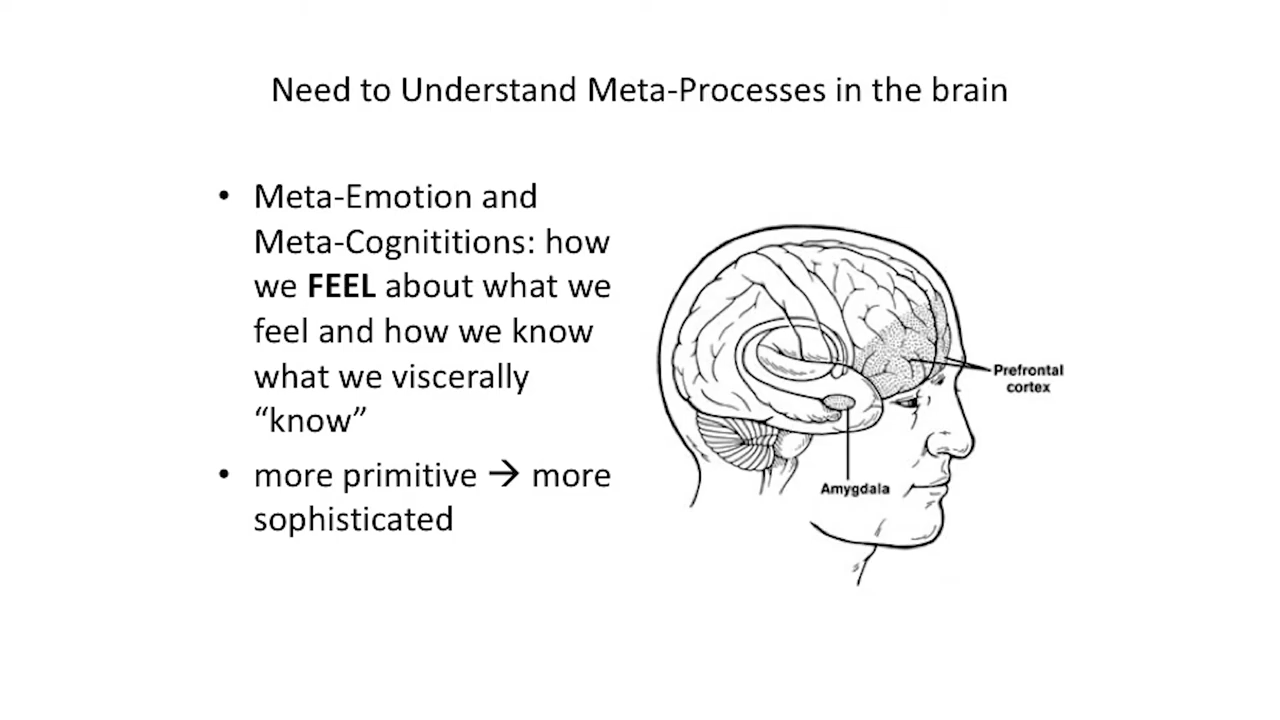 Need to Understand Meta-Processes in the brain
• Meta-Emotion and
Meta-Cognititions: how
we FEEL about what we
feel and how we know
what we viscerally
“know”
• more primitive → more
sophisticated
Prefrontal
cortex
Amygdala